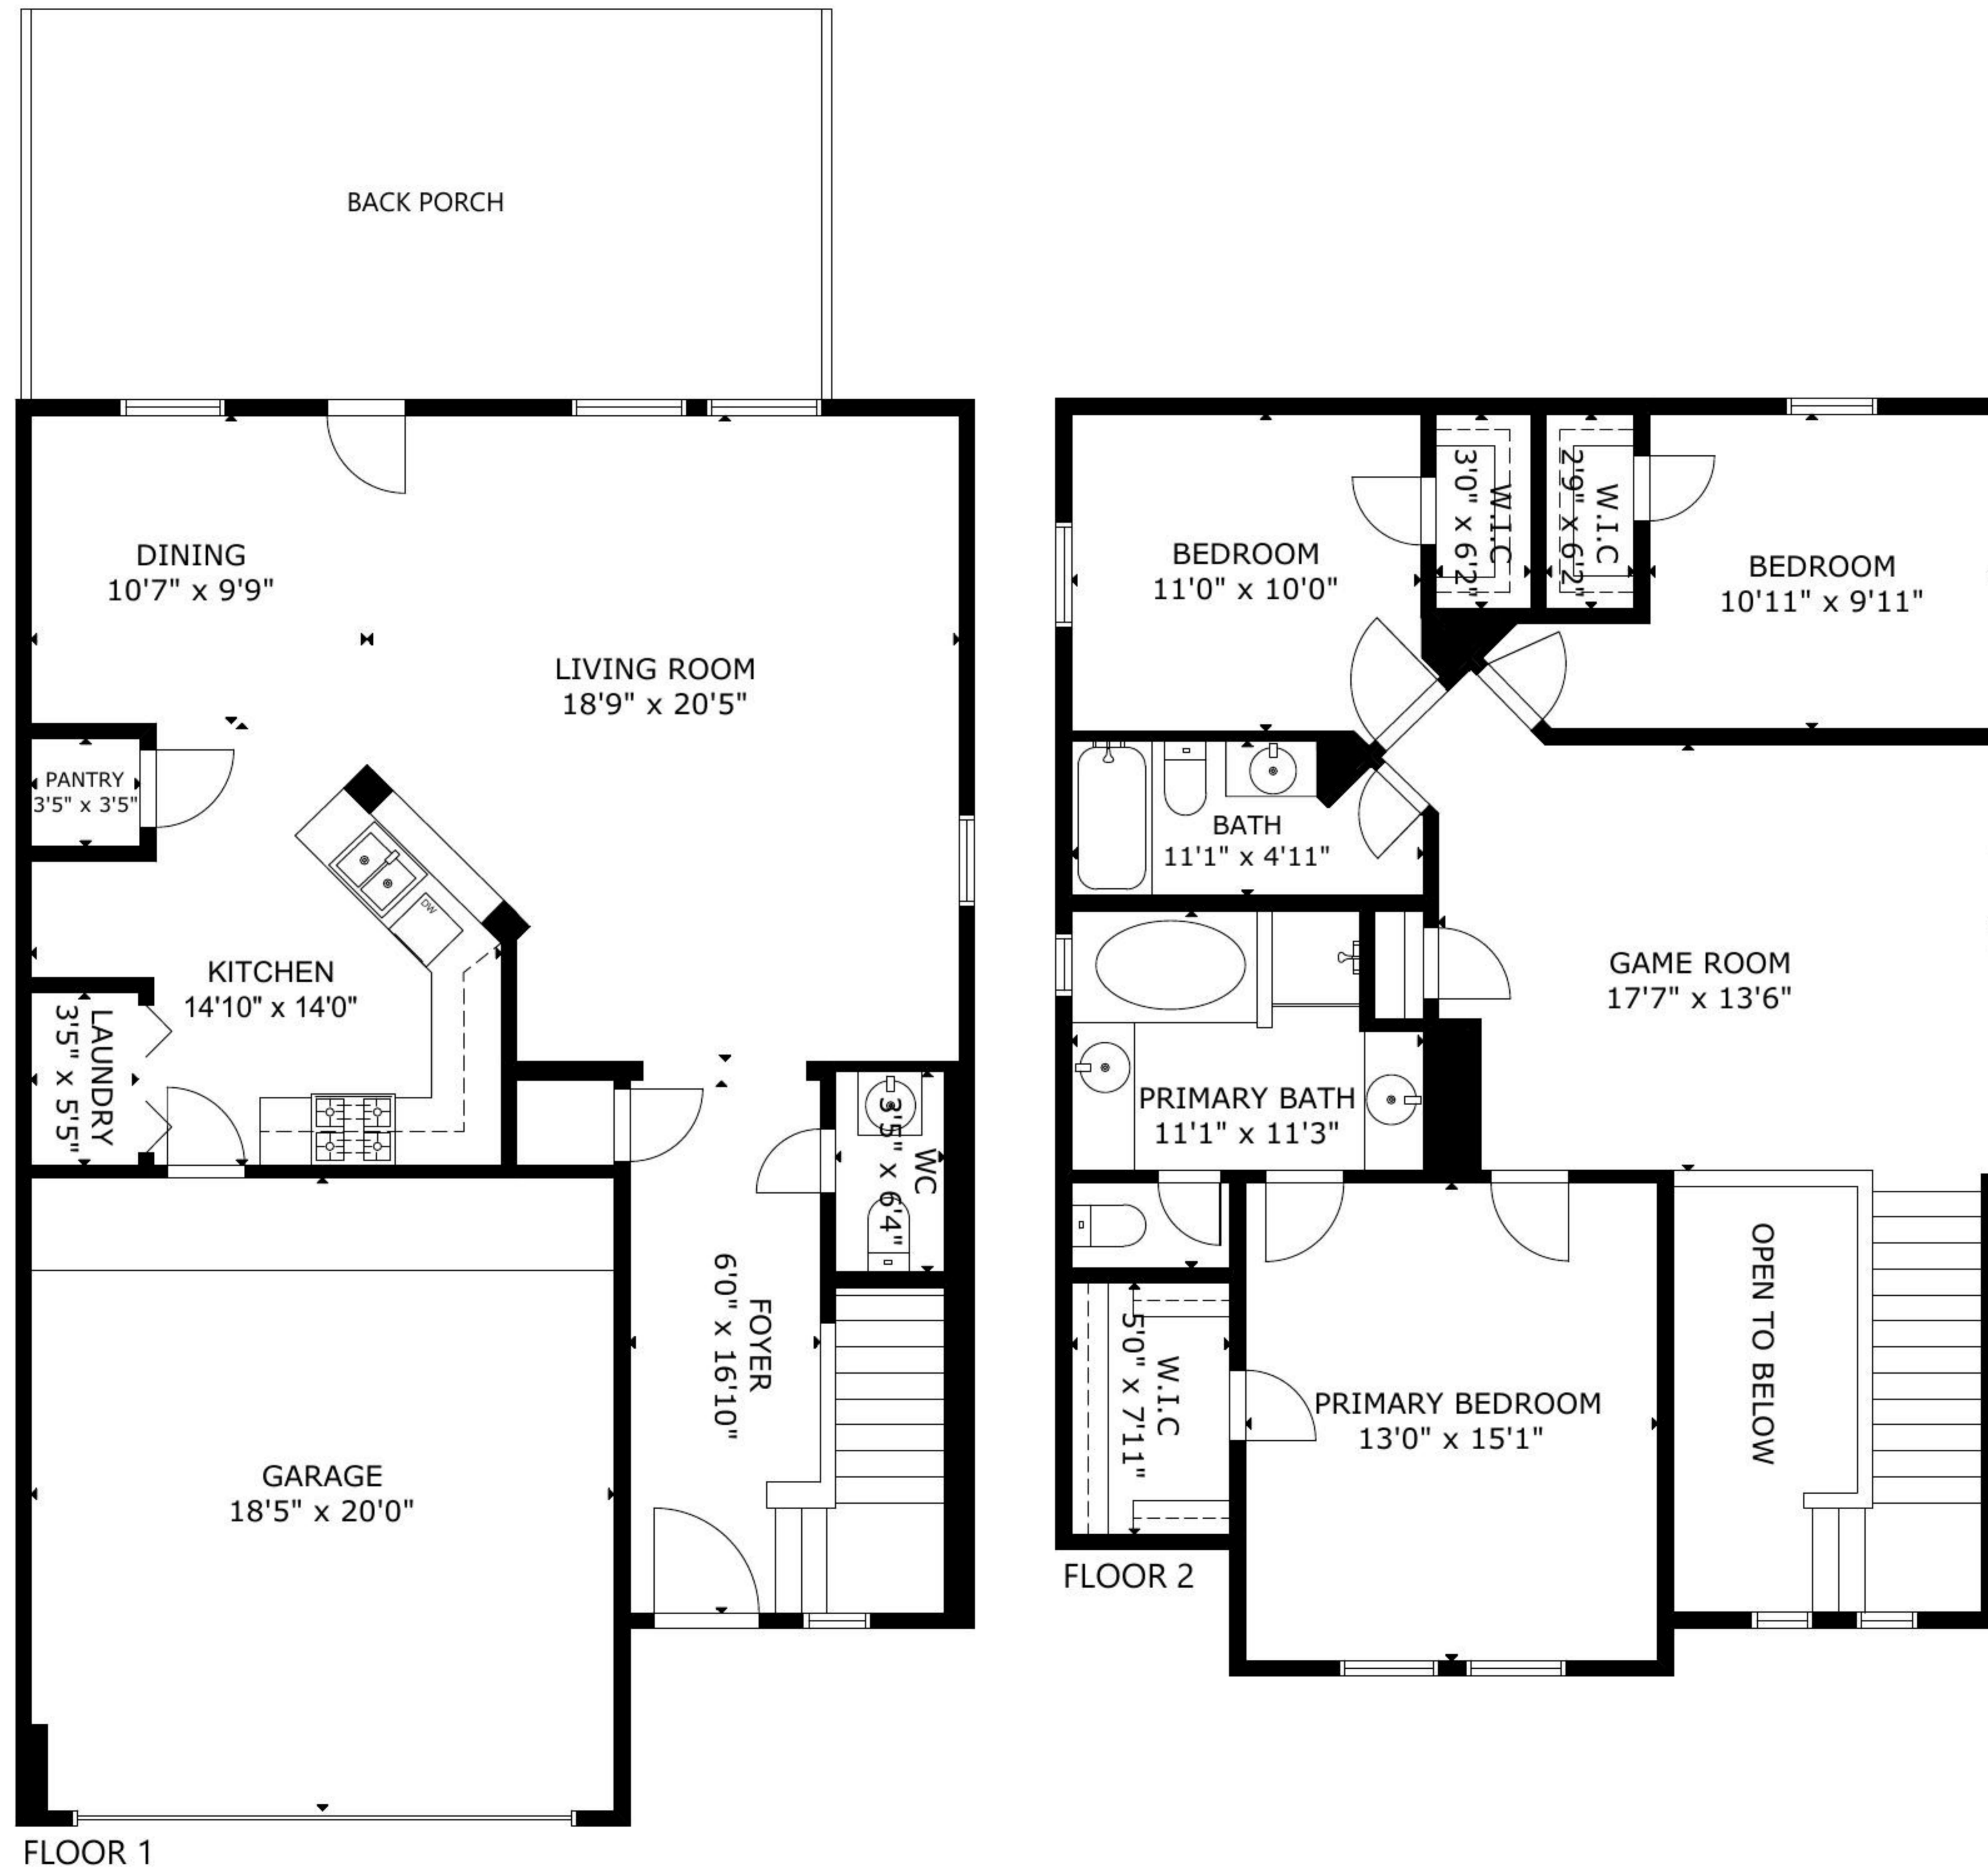 BACK PORCH
DINING
10'7" x 9'9"
LIVING ROOM
18'9" x 20'5"
PANTRY
3'5" x 3'5"
DW
KITCHEN
14'10" x 14'0"
LAUNDRY
3'5" x 5'5"
WC
3'5" x 6'4"
FOYER
6'0" x 16'10"
GARAGE
18'5" x 20'0"
FLOOR 1
BEDROOM
11'0" x 10'0"
W.I.C
3'0" x 6'2"
W.I.C
2'9" x 6'2"
BEDROOM
10'11" x 9'11"
BATH
11'1" x 4'11"
GAME ROOM
17'7" x 13'6"
PRIMARY BATH
11'1" x 11'3"
W.I.C
5'0" x 7'11"
PRIMARY BEDROOM
13'0" x 15'1"
OPEN TO BELOW
FLOOR 2